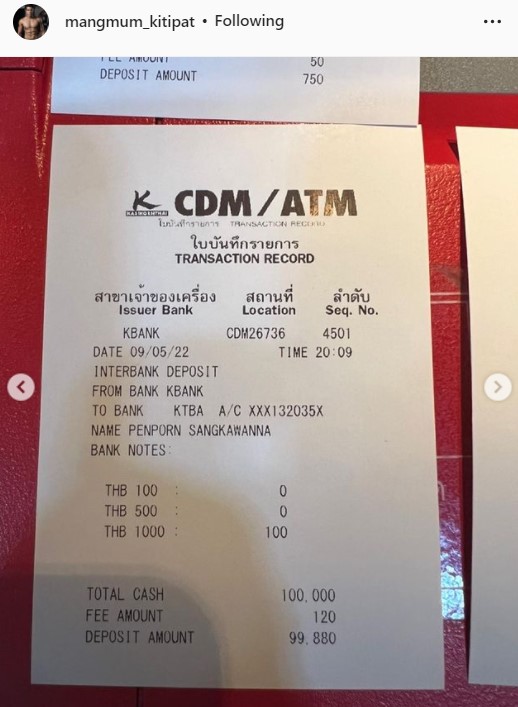 mangmum_kitipat • Following
FEE AMOUNT 50
DEPOSIT AMOUNT 750
K CDM/ATM
KASIKORNTHAI ใบบันทึกรายการ TRANSACTION RECORD
ใบบันทึกรายการ
TRANSACTION RECORD
สาขาเจ้าของเครื่อง สถานที่ ลำดับ
Issuer Bank Location Seq. No.
KBANK CDM26736 4501
DATE 09/05/22 TIME 20:09
INTERBANK DEPOSIT
FROM BANK KBANK
TO BANK KTBA A/C XXX132035X
NAME PENPORN SANGKAWANNA
BANK NOTES:
THB 100 : 0
THB 500 : 0
THB 1000 : 100
TOTAL CASH 100,000
FEE AMOUNT 120
DEPOSIT AMOUNT 99,880